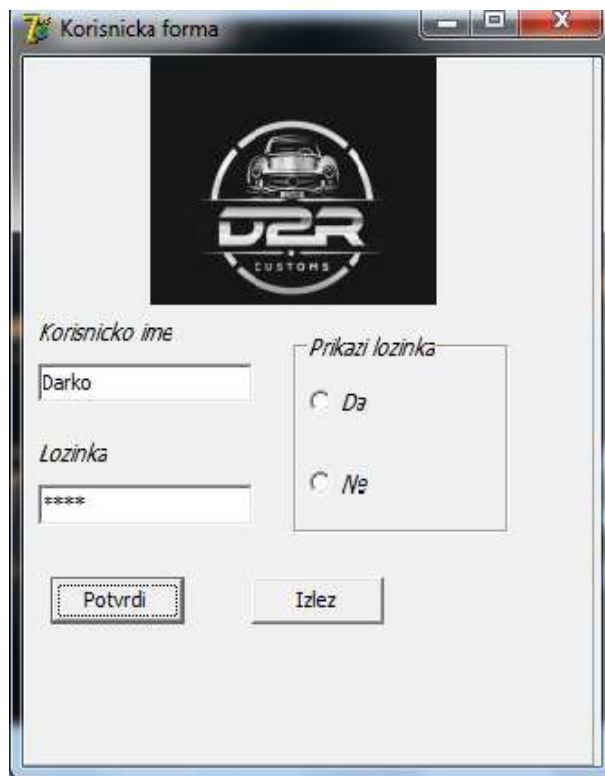 Korisnicka forma
D2R
CUSTOMS
Korisnicko ime
Darko
Lozinka
****
Prikazi lozinka
Da
Ne
Potvrdi
Izlez